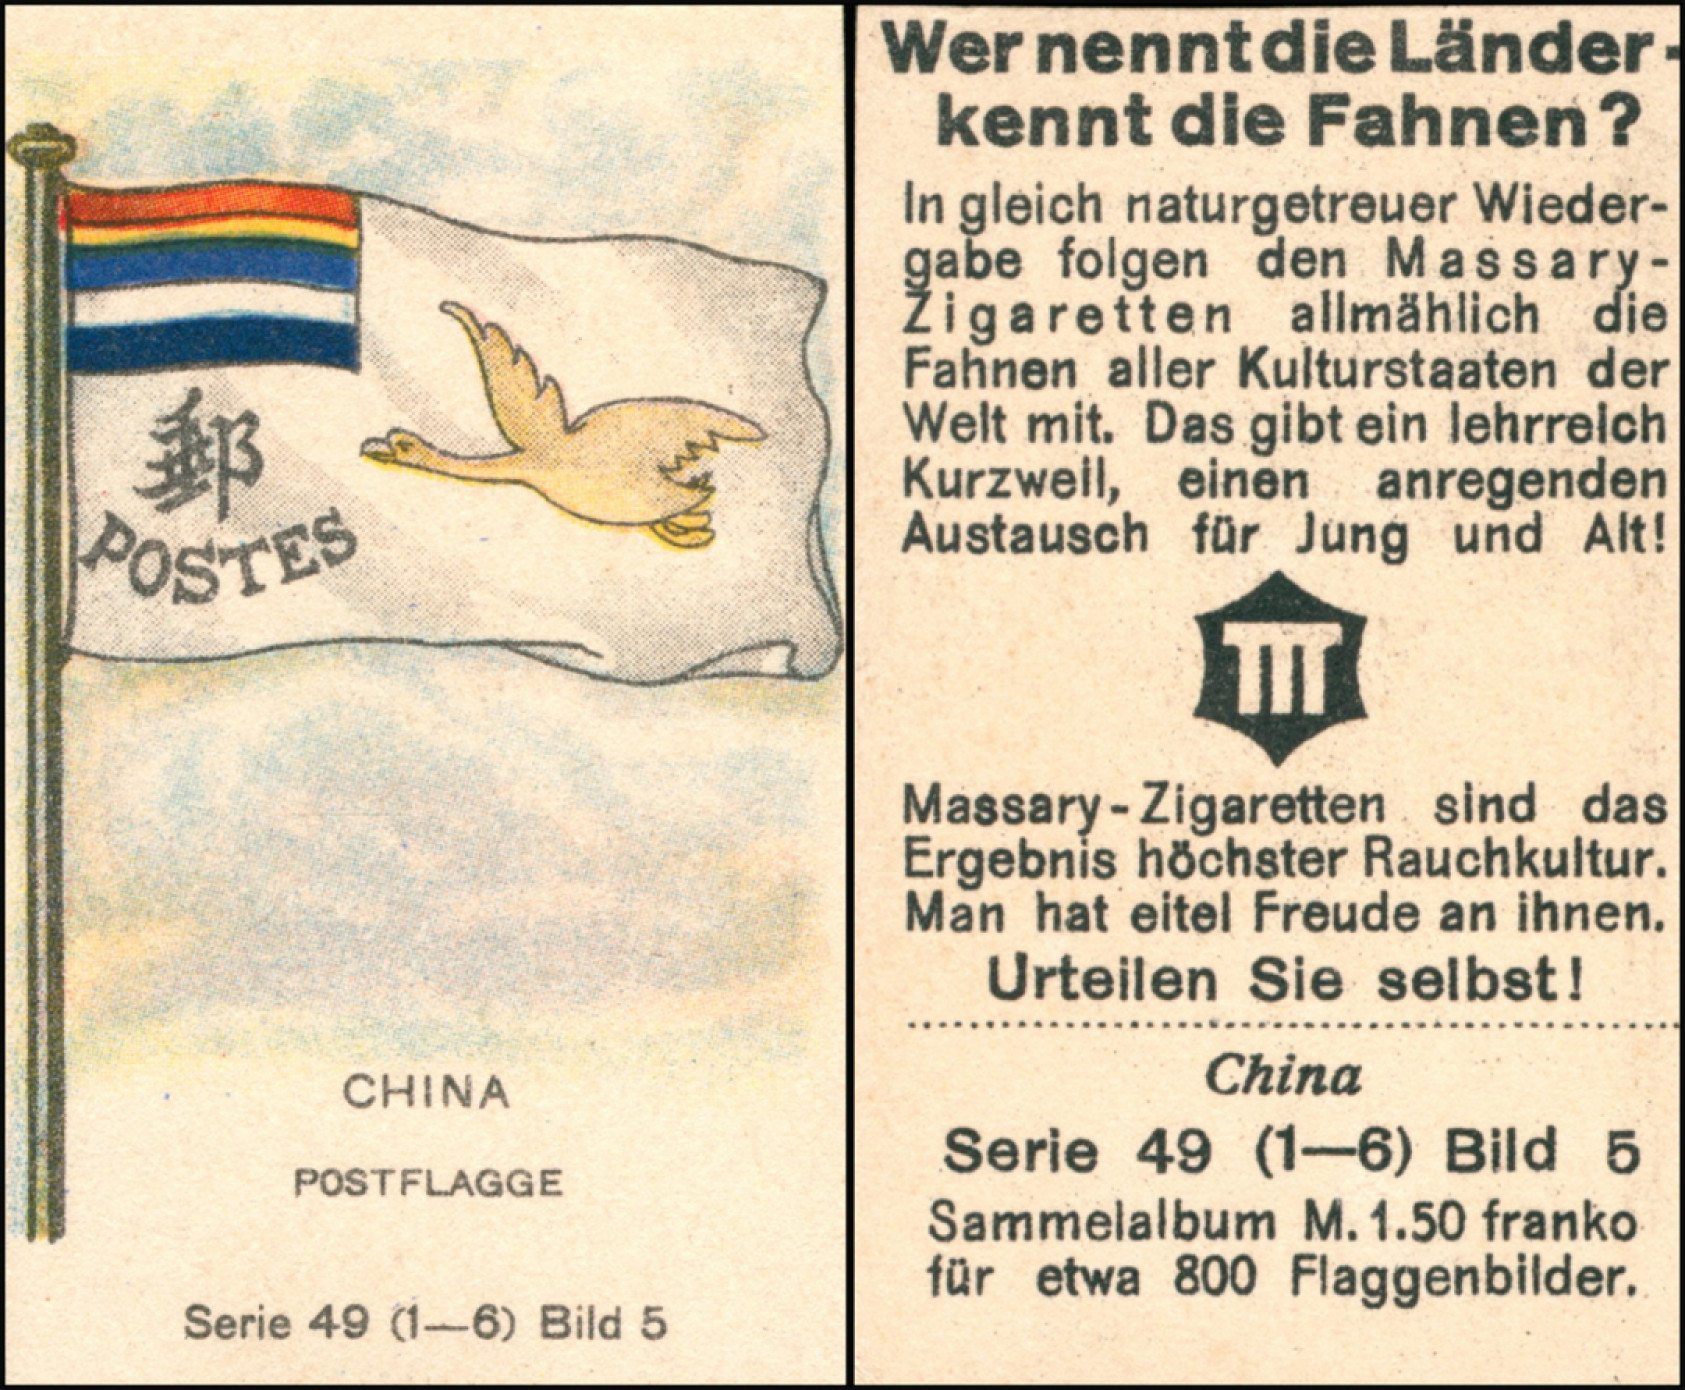 郵
POSTES
CHINA
POSTFLAGGE
Serie 49 (1—6) Bild 5
Wer nennt die Länder-
kennt die Fahnen?
In gleich naturgetreuer Wieder-
gabe folgen den Massary-
Zigaretten allmählich die
Fahnen aller Kulturstaaten der
Welt mit. Das gibt ein lehrreich
Kurzweil, einen anregenden
Austausch für Jung und Alt!
Massary-Zigaretten sind das
Ergebnis höchster Rauchkultur.
Man hat eitel Freude an ihnen.
Urteilen Sie selbst!
China
Serie 49 (1—6) Bild 5
Sammelalbum M. 1.50 franko
für etwa 800 Flaggenbilder.